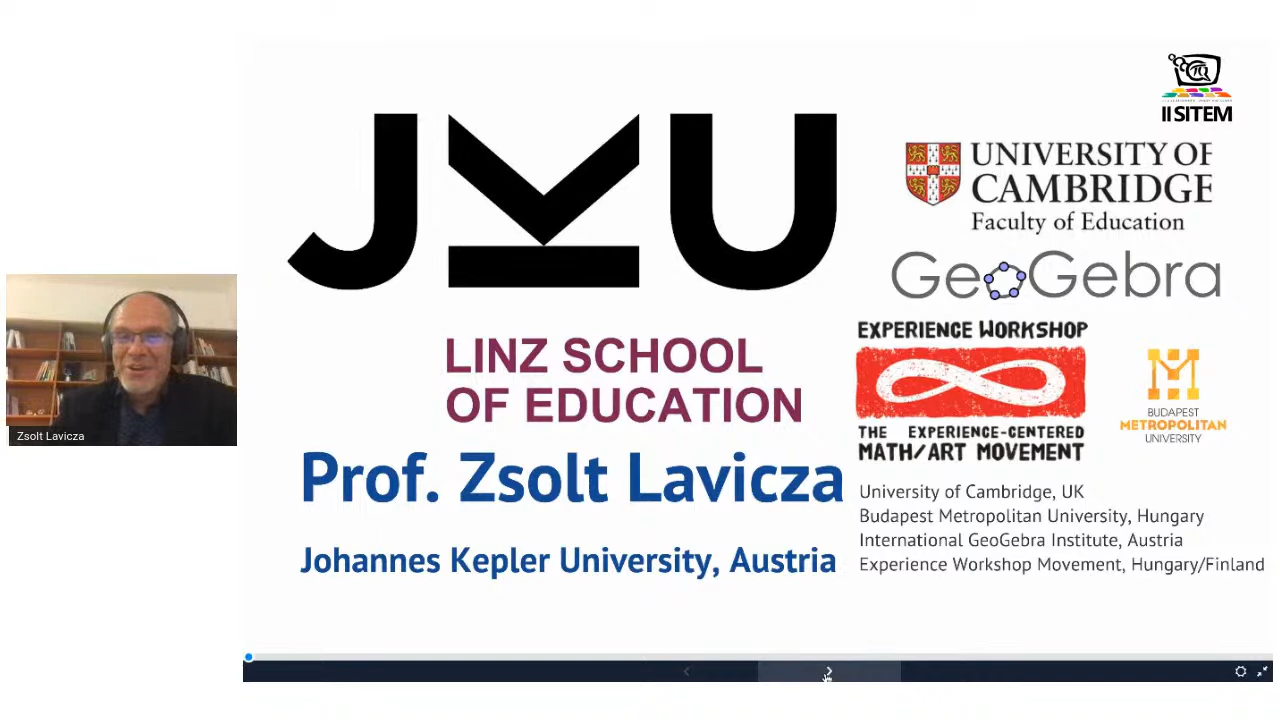 II SITEM
JKU
UNIVERSITY OF
CAMBRIDGE
Faculty of Education
GeoGebra
EXPERIENCE WORKSHOP
THE EXPERIENCE-CENTERED
MATH/ART MOVEMENT
BUDAPEST
METROPOLITAN
UNIVERSITY
LINZ SCHOOL
OF EDUCATION
Prof. Zsolt Lavicza
Johannes Kepler University, Austria
University of Cambridge, UK
Budapest Metropolitan University, Hungary
International GeoGebra Institute, Austria
Experience Workshop Movement, Hungary/Finland
Zsolt Lavicza